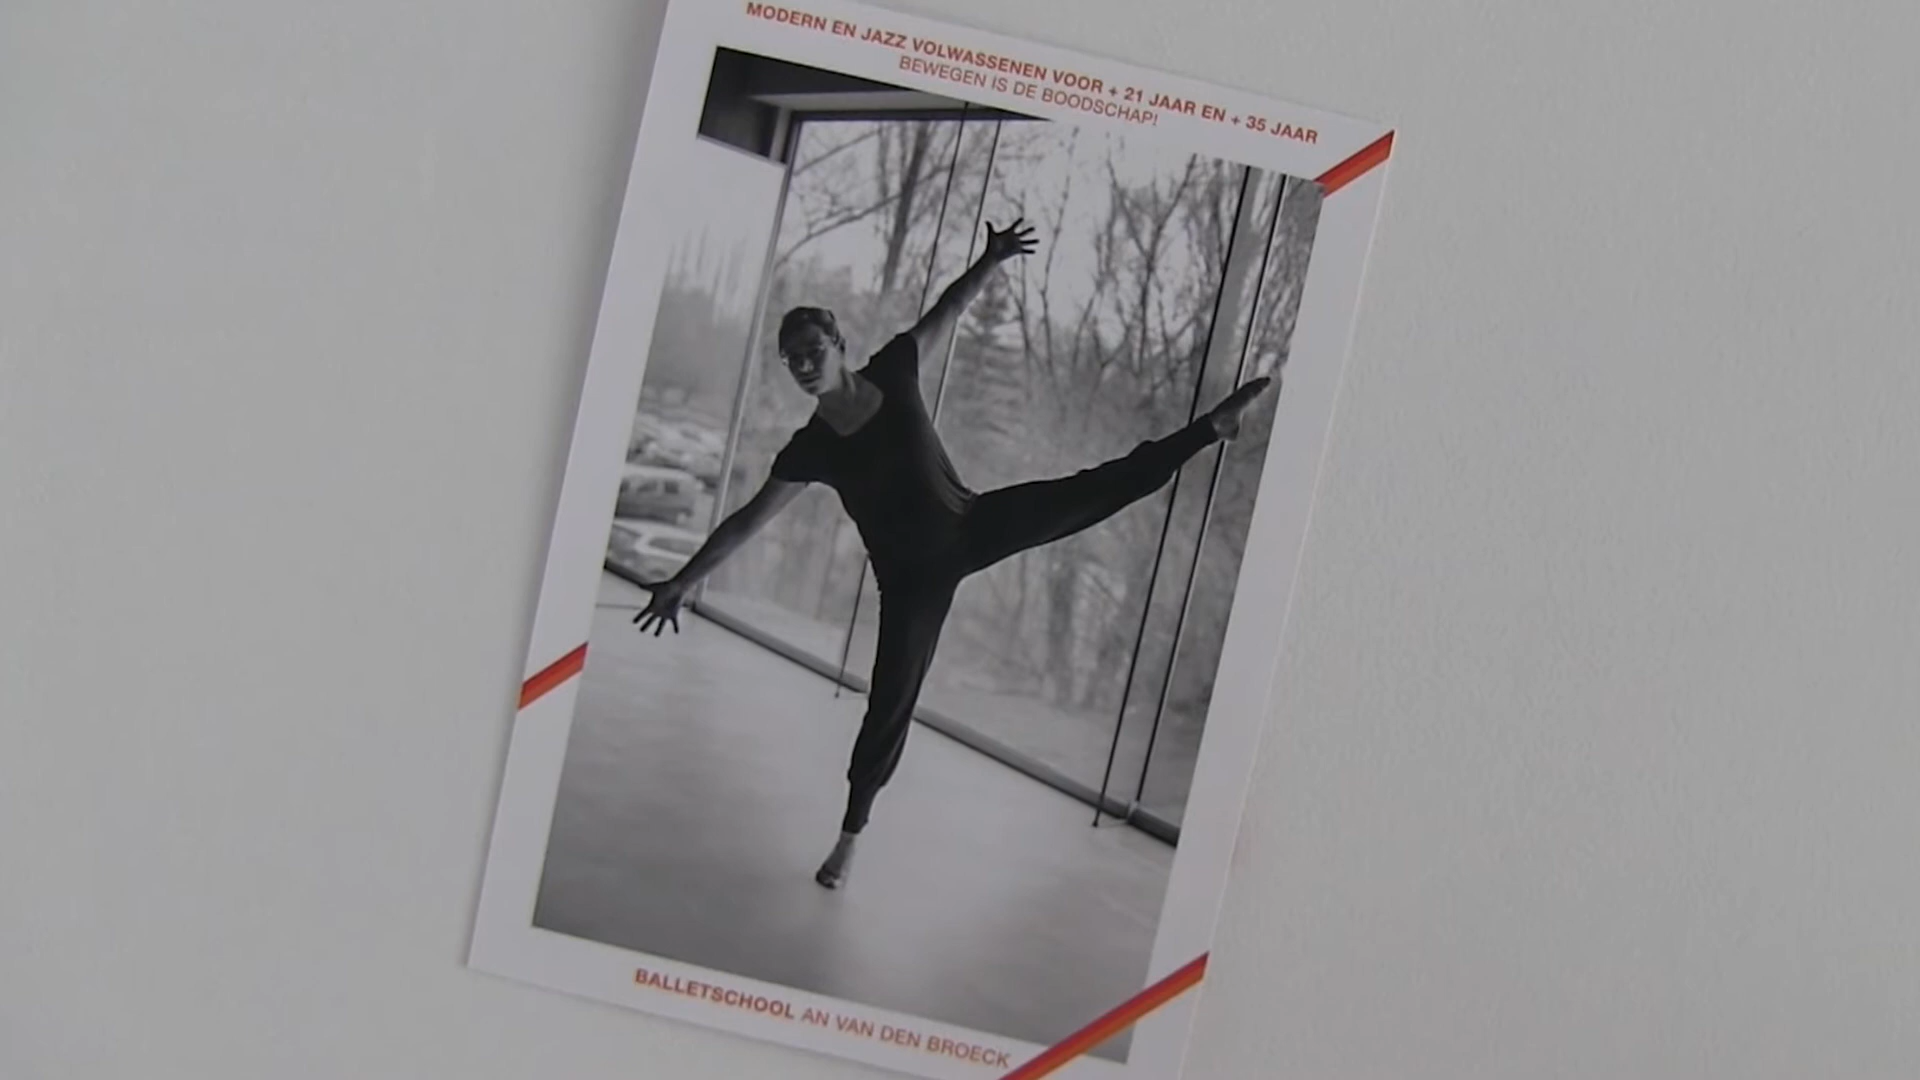 MODERN EN JAZZ VOLWASSENEN VOOR + 21 JAAR EN + 35 JAAR
BEWEGEN IS DE BOODSCHAP!
BALLETSCHOOL AN VAN DEN BROECK